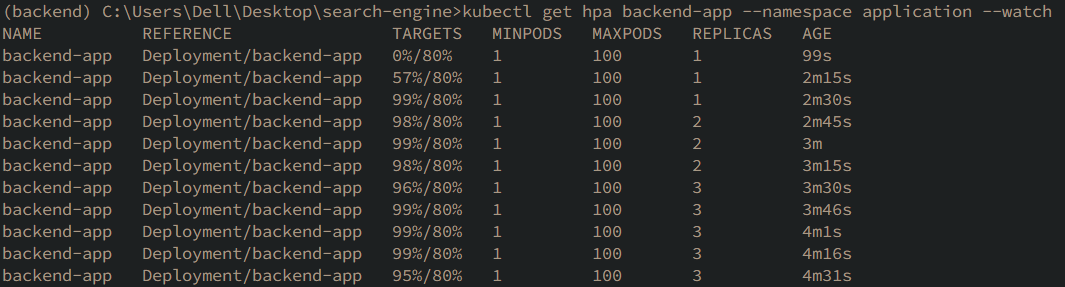 (backend) C:\Users\Dell\Desktop\search-engine>kubectl get hpa backend-app --namespace application --watch
NAME REFERENCE TARGETS MINPODS MAXPODS REPLICAS AGE
backend-app Deployment/backend-app 0%/80% 1 100 1 99s
backend-app Deployment/backend-app 57%/80% 1 100 1 2m15s
backend-app Deployment/backend-app 99%/80% 1 100 1 2m30s
backend-app Deployment/backend-app 98%/80% 1 100 2 2m45s
backend-app Deployment/backend-app 99%/80% 1 100 2 3m
backend-app Deployment/backend-app 98%/80% 1 100 2 3m15s
backend-app Deployment/backend-app 96%/80% 1 100 3 3m30s
backend-app Deployment/backend-app 99%/80% 1 100 3 3m46s
backend-app Deployment/backend-app 99%/80% 1 100 3 4m1s
backend-app Deployment/backend-app 99%/80% 1 100 3 4m16s
backend-app Deployment/backend-app 95%/80% 1 100 3 4m31s